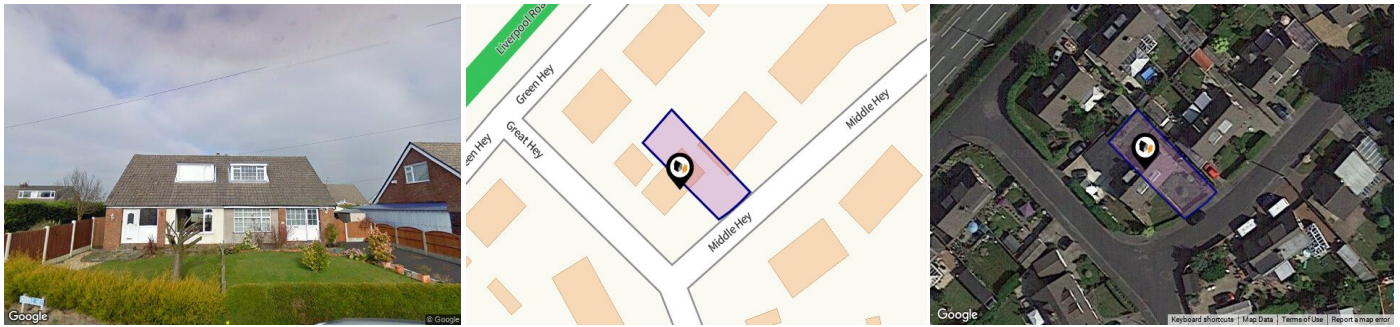 Google
© Google
Liverpool Roa
Green Hey
een Hey
Great Hey
Middle Hey
Middle Hey
Google
Keyboard shortcuts
Map Data
Terms of Use
Report a map error